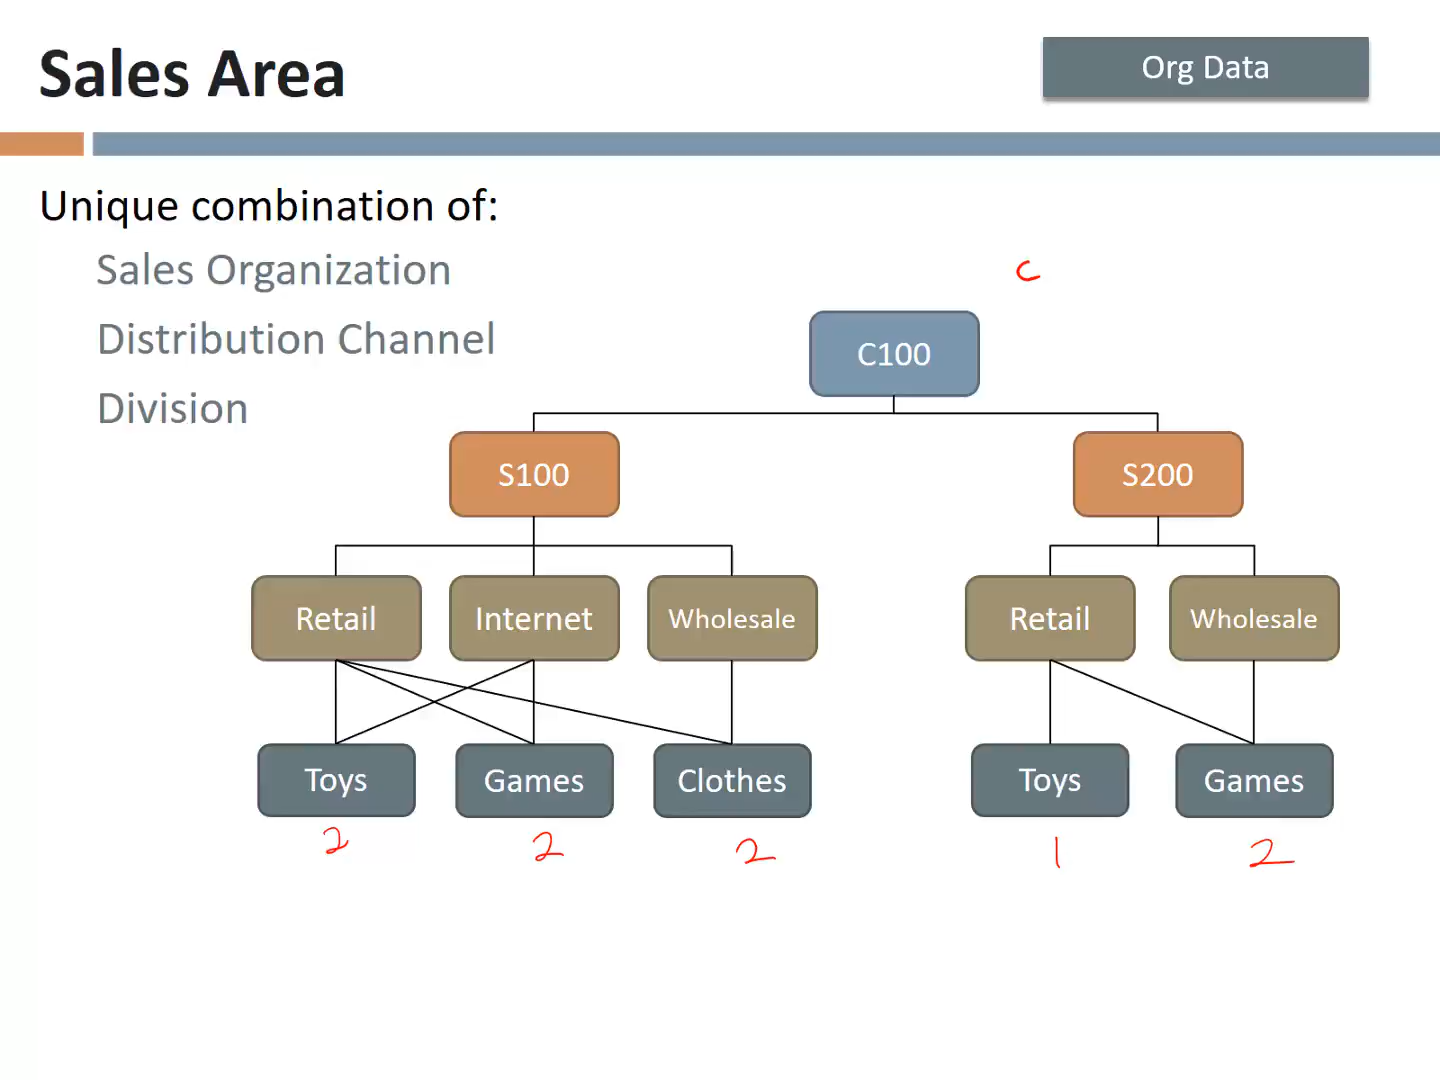 Sales Area
Org Data
Unique combination of:
Sales Organization
Distribution Channel
Division
C
C100
S100 S200
Retail Internet Wholesale Retail Wholesale
Toys Games Clothes Toys Games
2 2 2 1 2